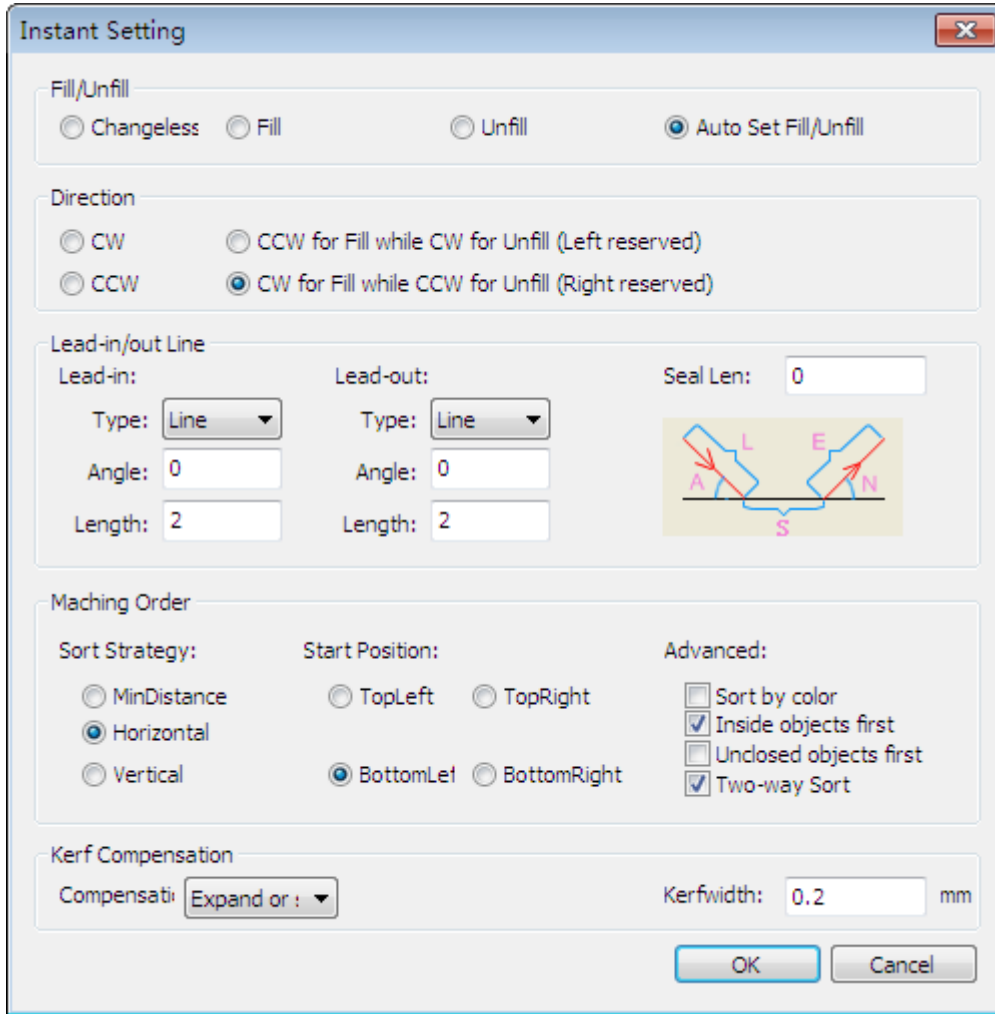 Instant Setting
Fill/Unfill
Changeless Fill Unfill Auto Set Fill/Unfill
Direction
CW CCW for Fill while CW for Unfill (Left reserved)
CCW CW for Fill while CCW for Unfill (Right reserved)
Lead-in/out Line
Lead-in: Lead-out: Seal Len: 0
Type: Line Type: Line
Angle: 0 Angle: 0
Length: 2 Length: 2
L E
A N
S
Maching Order
Sort Strategy: Start Position: Advanced:
MinDistance TopLeft TopRight Sort by color
Horizontal Inside objects first
Unclosed objects first
Vertical BottomLef BottomRight Two-way Sort
Kerf Compensation
Compensati Expand or s Kerfwidth: 0.2 mm
OK Cancel